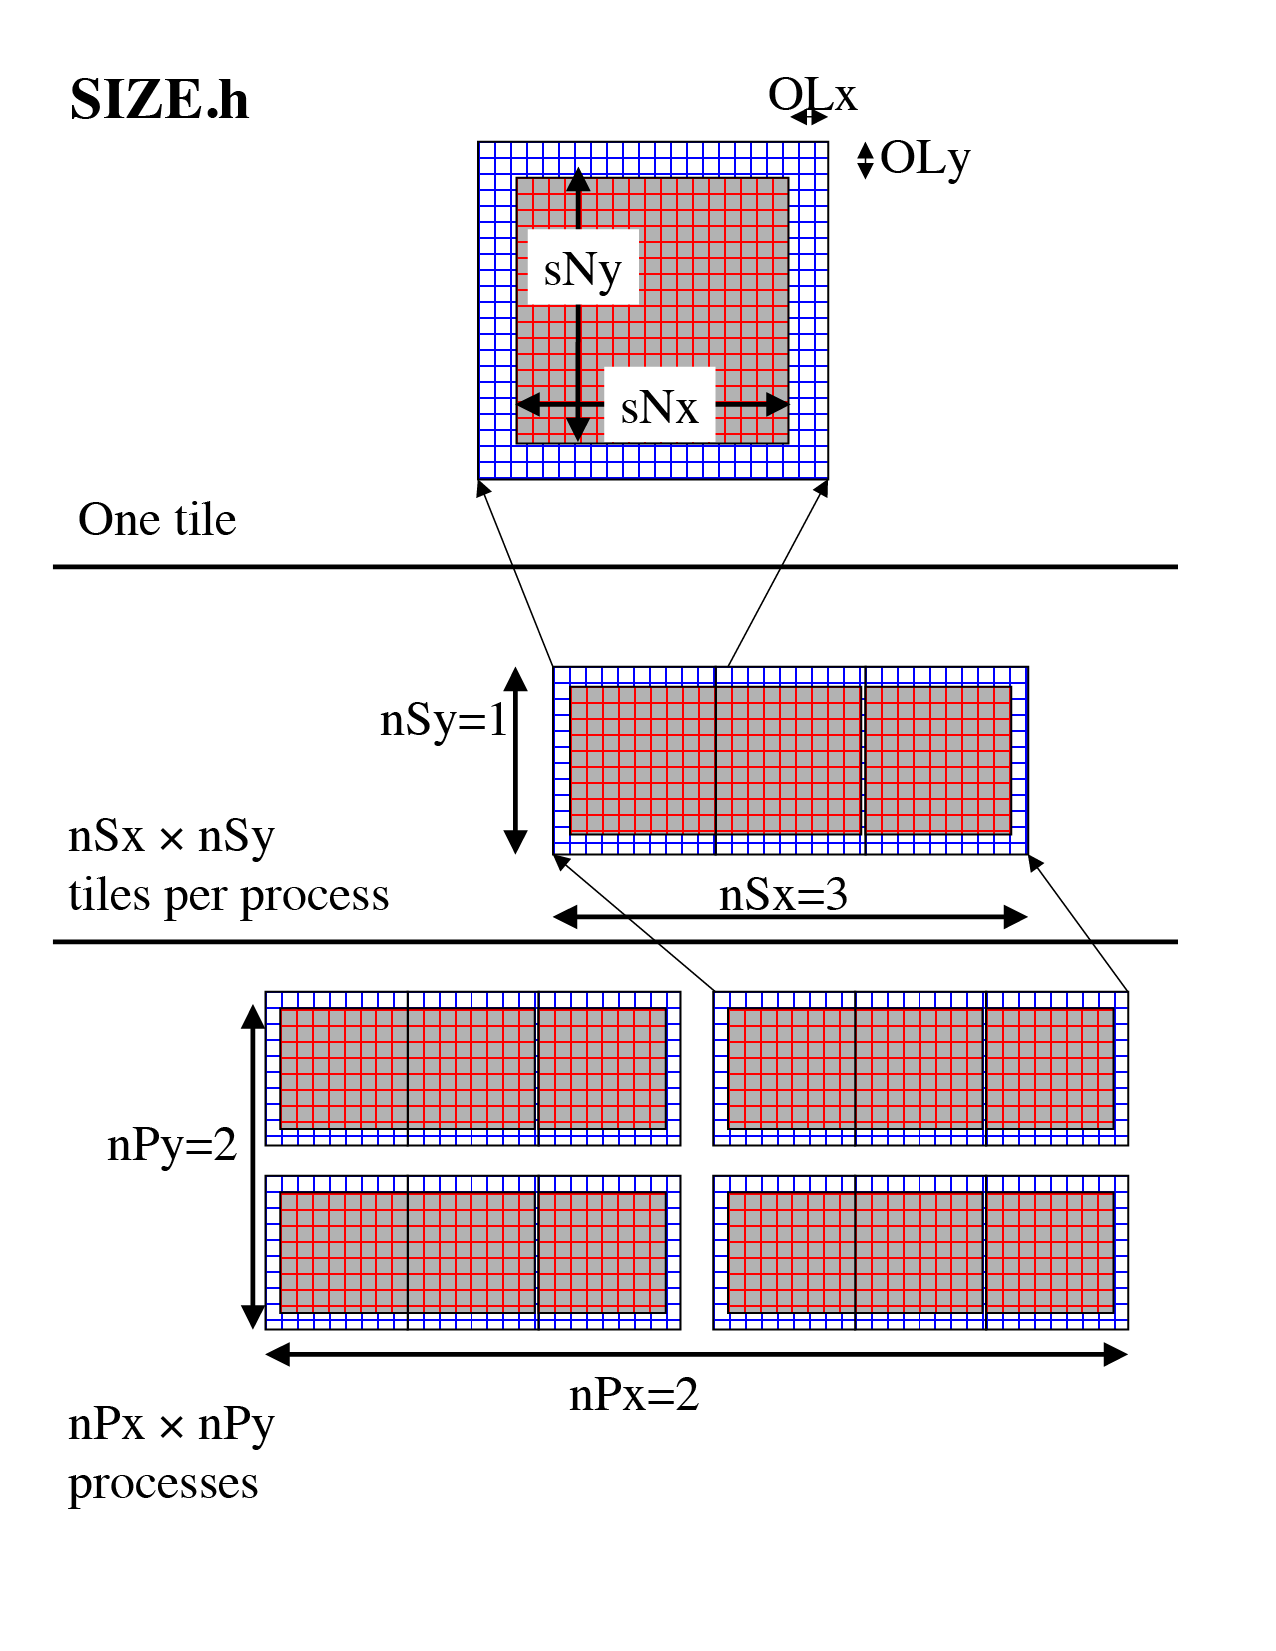 SIZE.h
OLx
OLy
sNy
sNx
One tile
nSy=1
nSx × nSy
tiles per process
nSx=3
nPy=2
nPx=2
nPx × nPy
processes